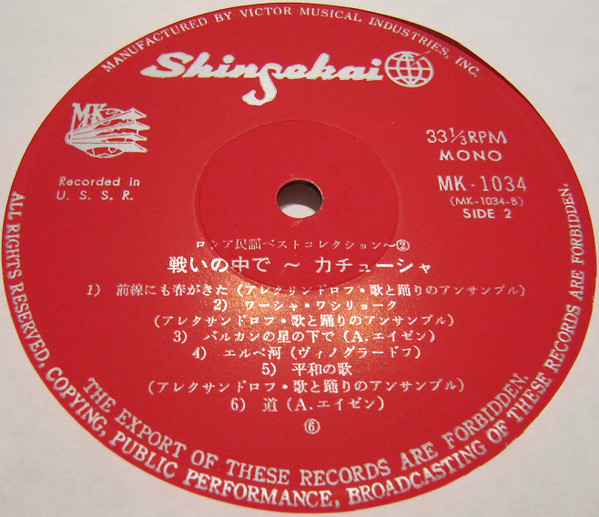 MANUFACTURED BY VICTOR MUSICAL INDUSTRIES, INC.
Shinsekai
MK
Recorded in
U. S. S. R.
33 1/3 RPM
MONO
MK-1034
(MK-1034-B)
SIDE 2
ロシア民謡ベストコレクション~②
戦いの中で ~ カチューシャ
1) 前線にも春がきた (アレクサンドロフ・歌と踊りのアンサンブル)
2) ワーシャ・ワシリョーク
(アレクサンドロフ・歌と踊りのアンサンブル)
3) バルカンの星の下で (A.エイゼン)
4) エルベ河 (ヴィノグラードフ)
5) 平和の歌
(アレクサンドロフ・歌と踊りのアンサンブル)
6) 道 (A.エイゼン)
⑥
ALL RIGHTS RESERVED, COPYING, PUBLIC PERFORMANCE, BROADCASTING OF THESE RECORDS ARE FORBIDDEN.
THE EXPORT OF THESE RECORDS ARE FORBIDDEN.